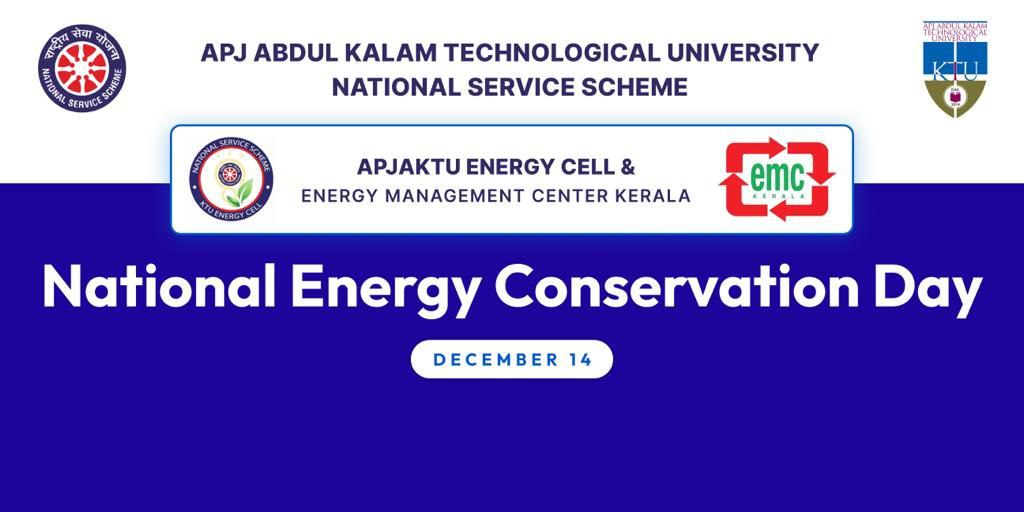 राष्ट्रीय सेवा योजना
NATIONAL SERVICE SCHEME
APJ ABDUL KALAM TECHNOLOGICAL UNIVERSITY
NATIONAL SERVICE SCHEME
APJ ABDUL KALAM
TECHNOLOGICAL
UNIVERSITY
KTU
NATIONAL SERVICE SCHEME
KTU ENERGY CELL
APJAKTU ENERGY CELL &
ENERGY MANAGEMENT CENTER KERALA
emc
KERALA
National Energy Conservation Day
DECEMBER 14